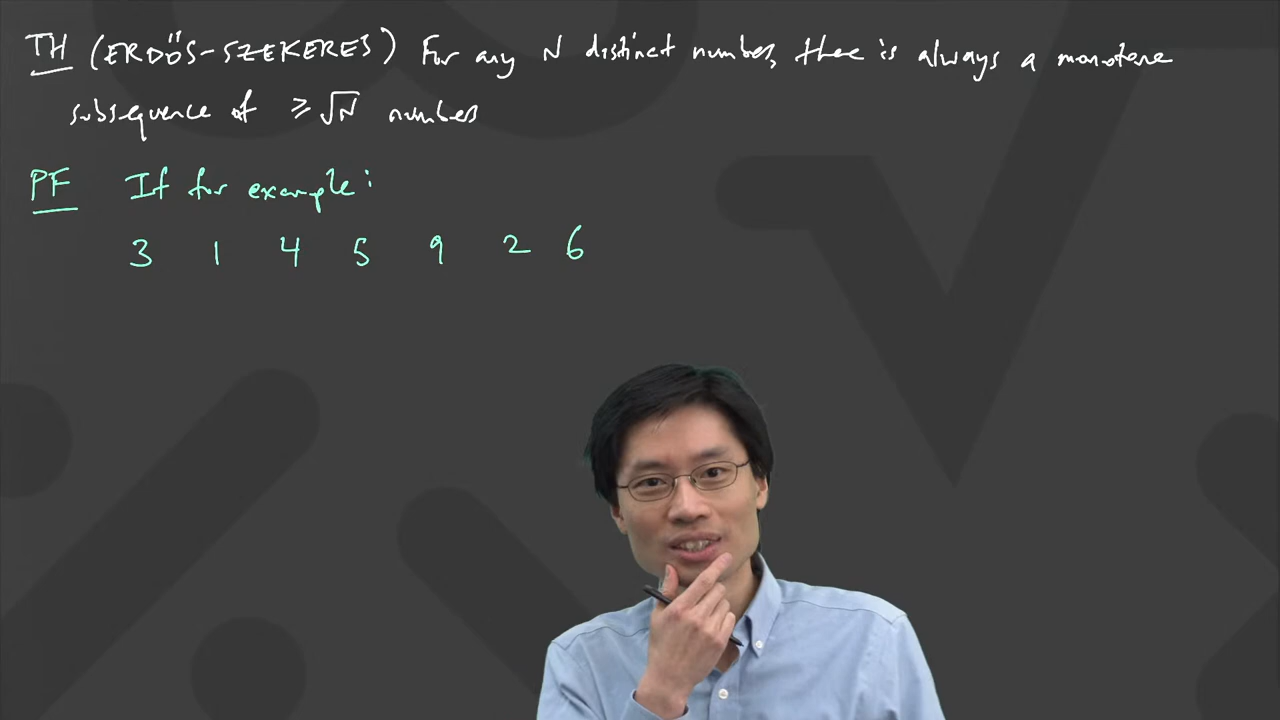 TH (ERDŐS-SZEKERES) For any N distinct numbers, there is always a monotone
subsequence of ≥ √N numbers
PF If for example:
3 1 4 5 9 2 6